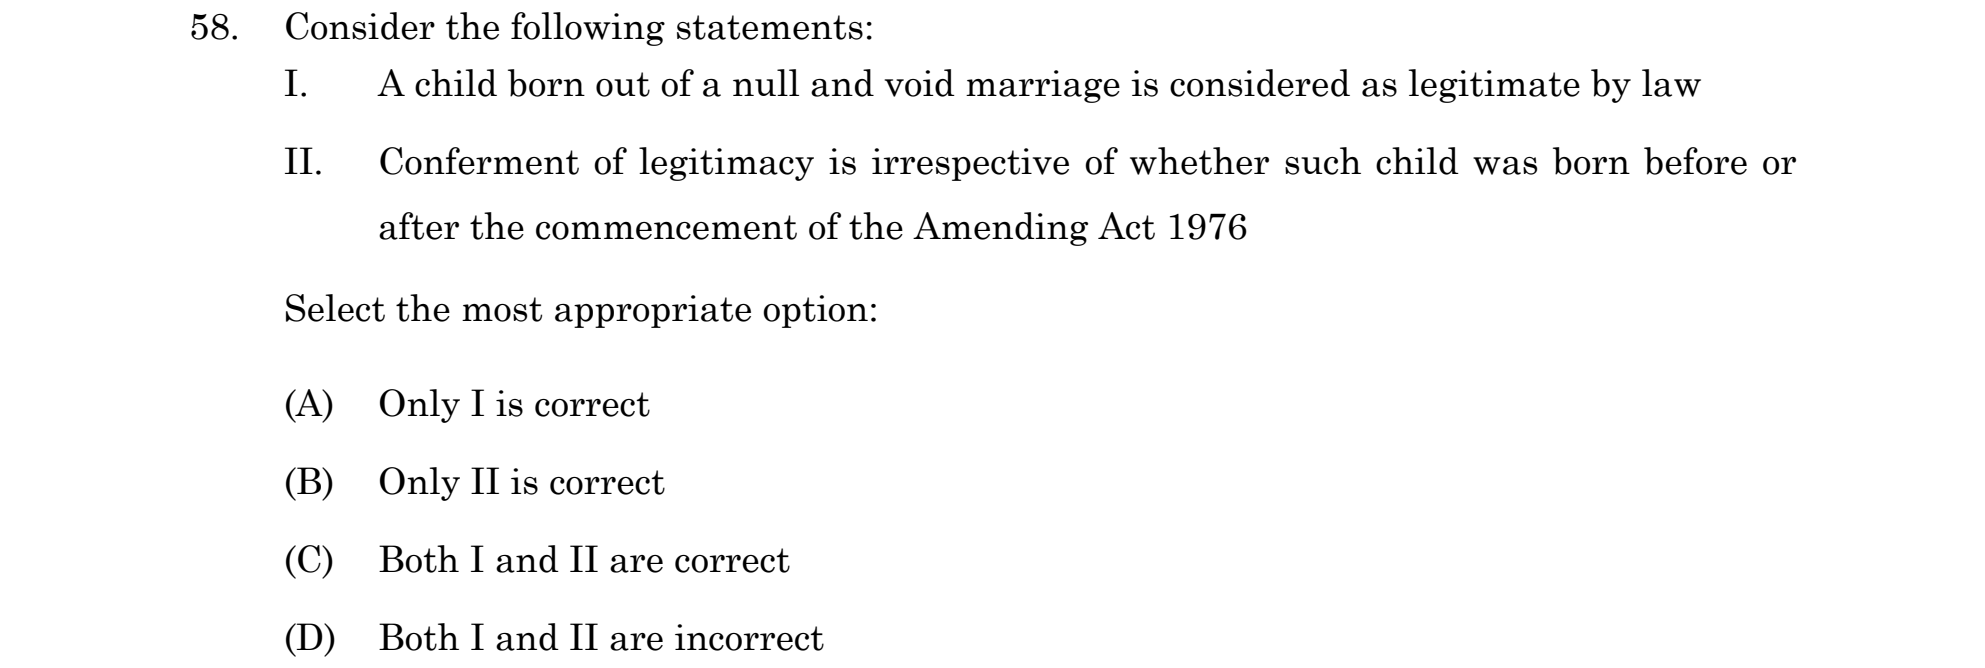 58. Consider the following statements:
I. A child born out of a null and void marriage is considered as legitimate by law
II. Conferment of legitimacy is irrespective of whether such child was born before or
after the commencement of the Amending Act 1976
Select the most appropriate option:
(A) Only I is correct
(B) Only II is correct
(C) Both I and II are correct
(D) Both I and II are incorrect